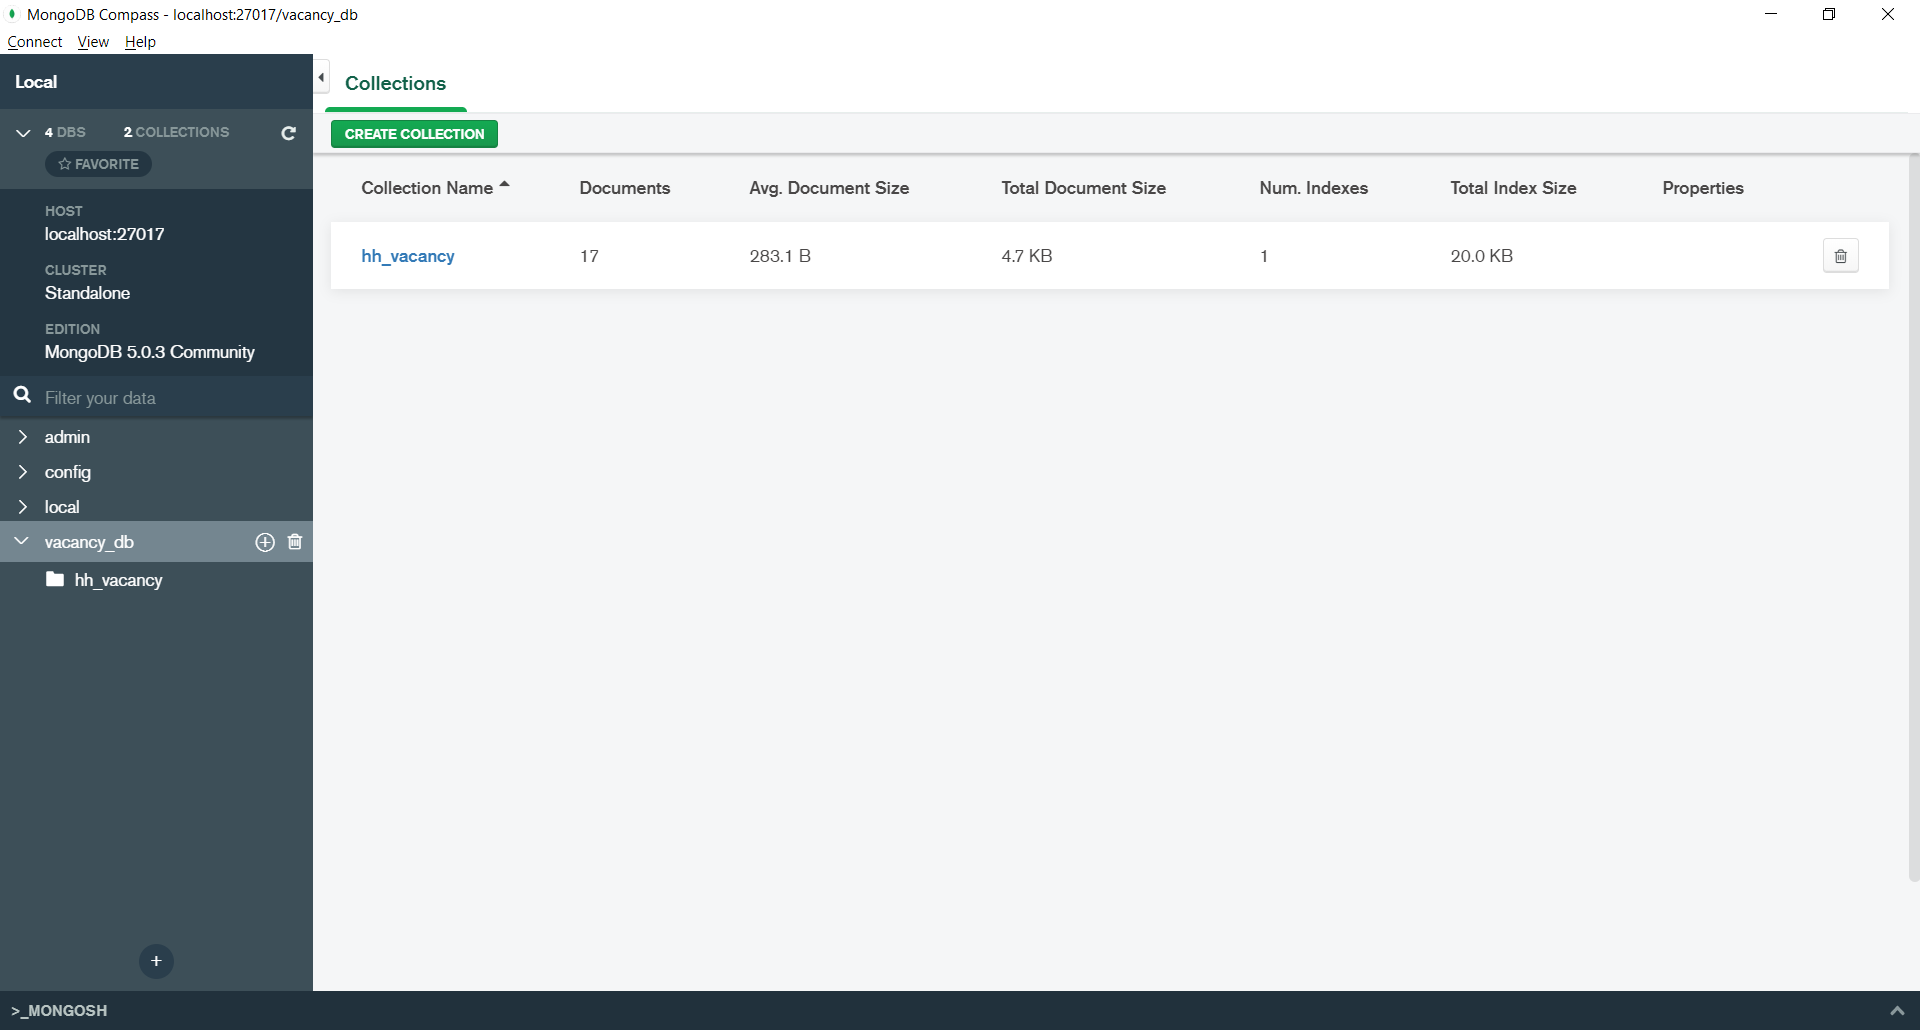 MongoDB Compass - localhost:27017/vacancy_db
Connect View Help
Local
4 DBS 2 COLLECTIONS
FAVORITE
HOST
localhost:27017
CLUSTER
Standalone
EDITION
MongoDB 5.0.3 Community
Filter your data
admin
config
local
vacancy_db
hh_vacancy
+
Collections
CREATE COLLECTION
Collection Name Documents Avg. Document Size Total Document Size Num. Indexes Total Index Size Properties
hh_vacancy 17 283.1 B 4.7 KB 1 20.0 KB
>_MONGOSH